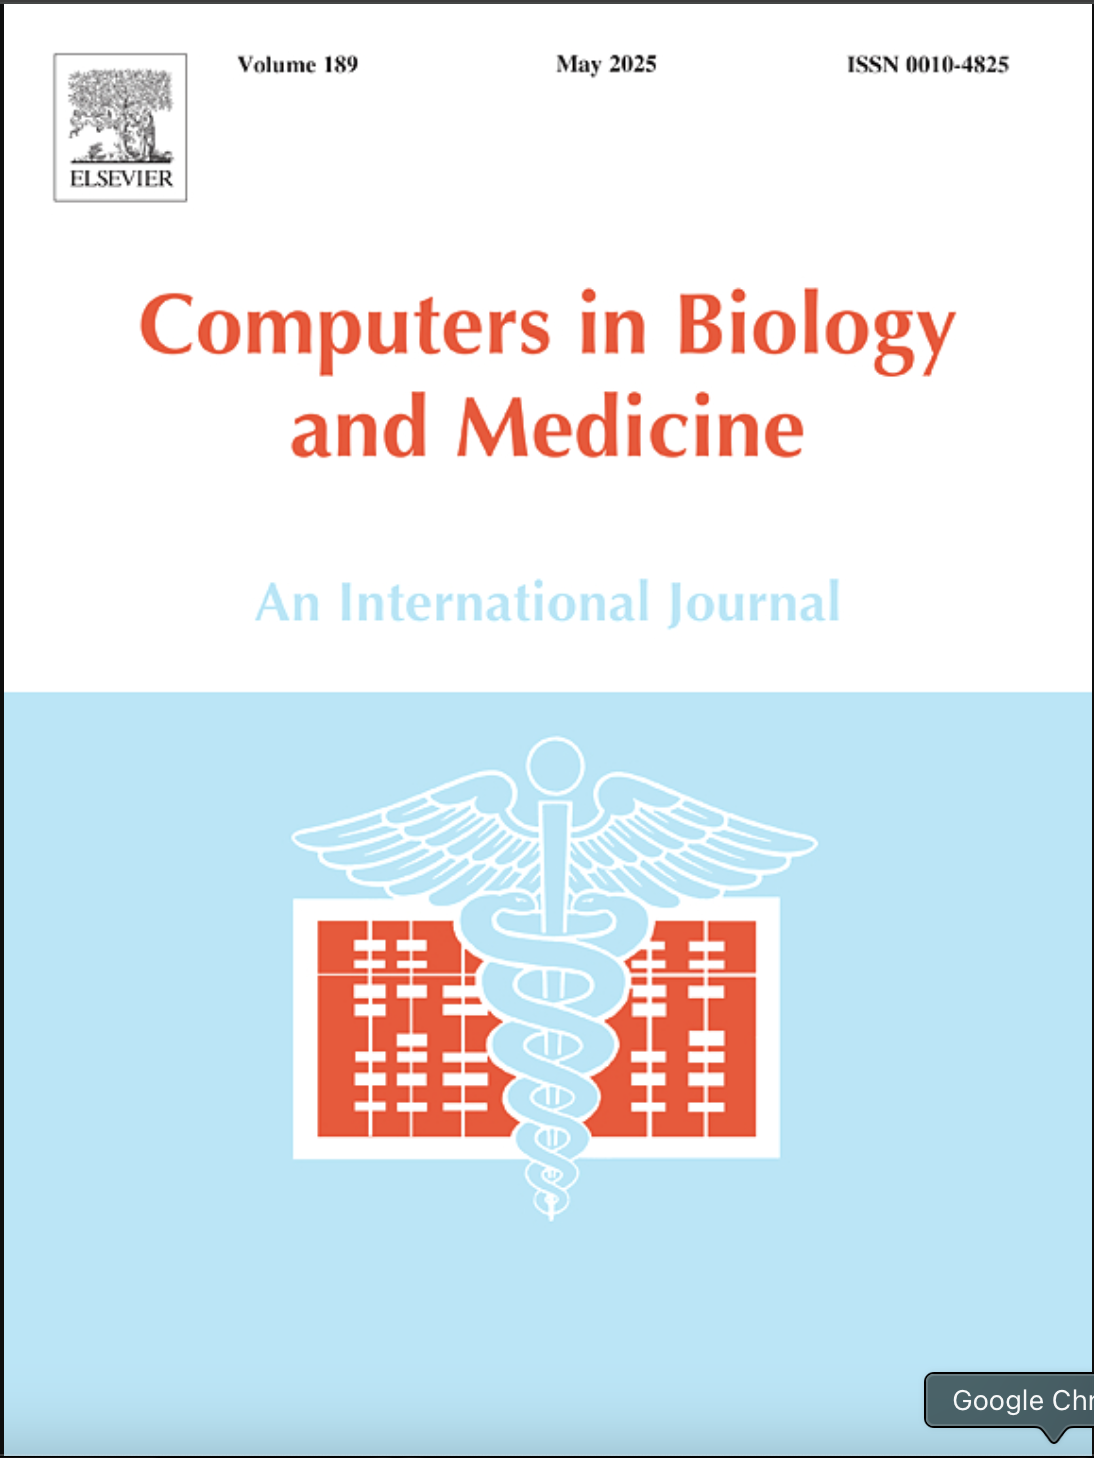 Volume 189 May 2025 ISSN 0010-4825
ELSEVIER
Computers in Biology
and Medicine
An International Journal
Google Chr